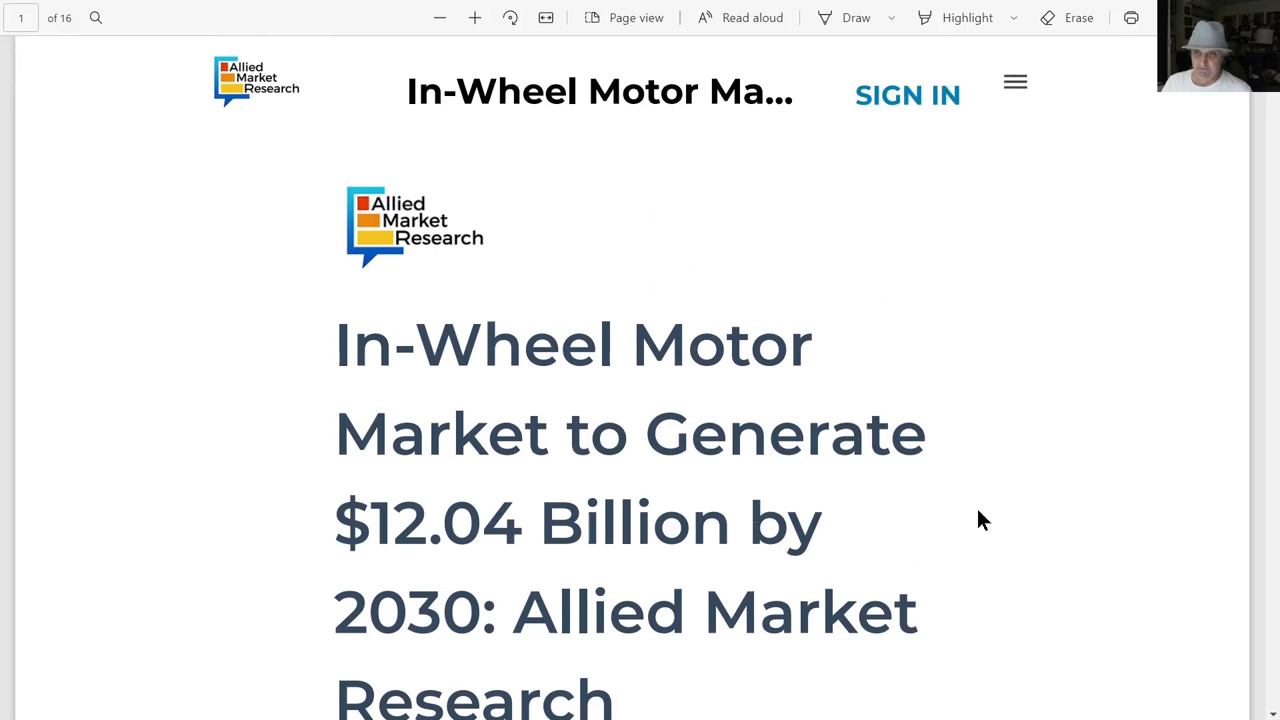 1 of 16 Page view Read aloud Draw Highlight Erase
Allied
Market
Research
In-Wheel Motor Ma...
SIGN IN
Allied
Market
Research
In-Wheel Motor
Market to Generate
$12.04 Billion by
2030: Allied Market
Research